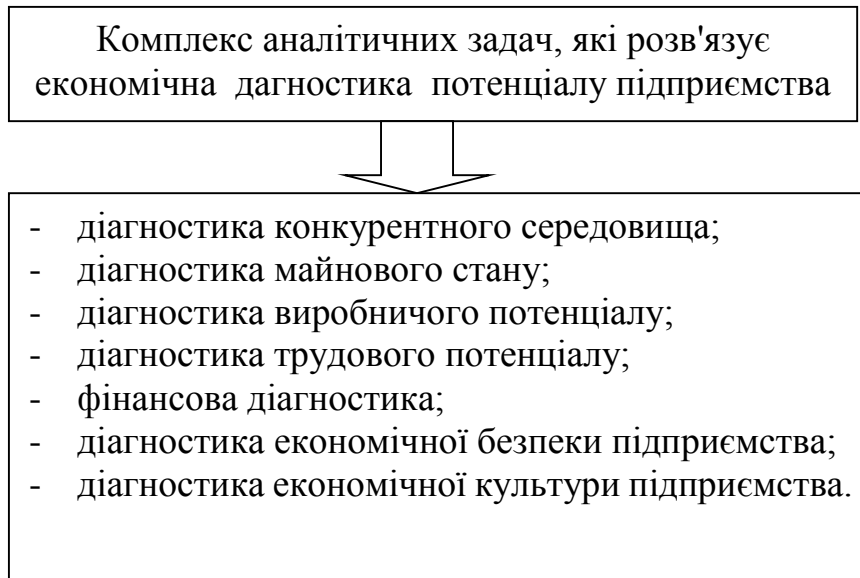 Комплекс аналітичних задач, які розв'язує
економічна дагностика потенціалу підприємства
- діагностика конкурентного середовища;
- діагностика майнового стану;
- діагностика виробничого потенціалу;
- діагностика трудового потенціалу;
- фінансова діагностика;
- діагностика економічної безпеки підприємства;
- діагностика економічної культури підприємства.